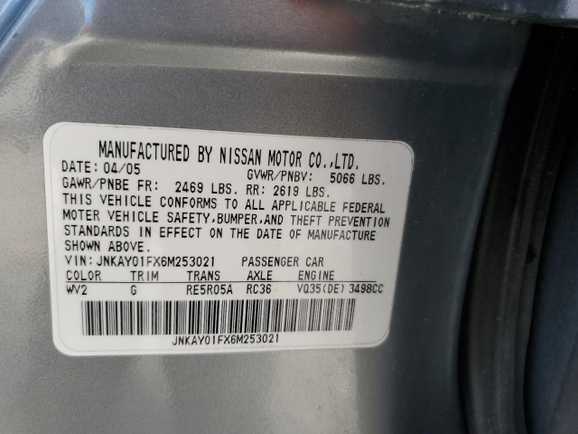 MANUFACTURED BY NISSAN MOTOR CO.,LTD.
DATE: 04/05 GVWR/PNBV: 5066 LBS.
GAWR/PNBE FR: 2469 LBS. RR: 2619 LBS.
THIS VEHICLE CONFORMS TO ALL APPLICABLE FEDERAL
MOTOR VEHICLE SAFETY,BUMPER,AND THEFT PREVENTION
STANDARDS IN EFFECT ON THE DATE OF MANUFACTURE
SHOWN ABOVE.
VIN: JNKAY01FX6M253021 PASSENGER CAR
COLOR TRIM TRANS AXLE ENGINE
WV2 G RE5R05A RC36 VQ35(DE) 3498CC
JNKAY01FX6M253021